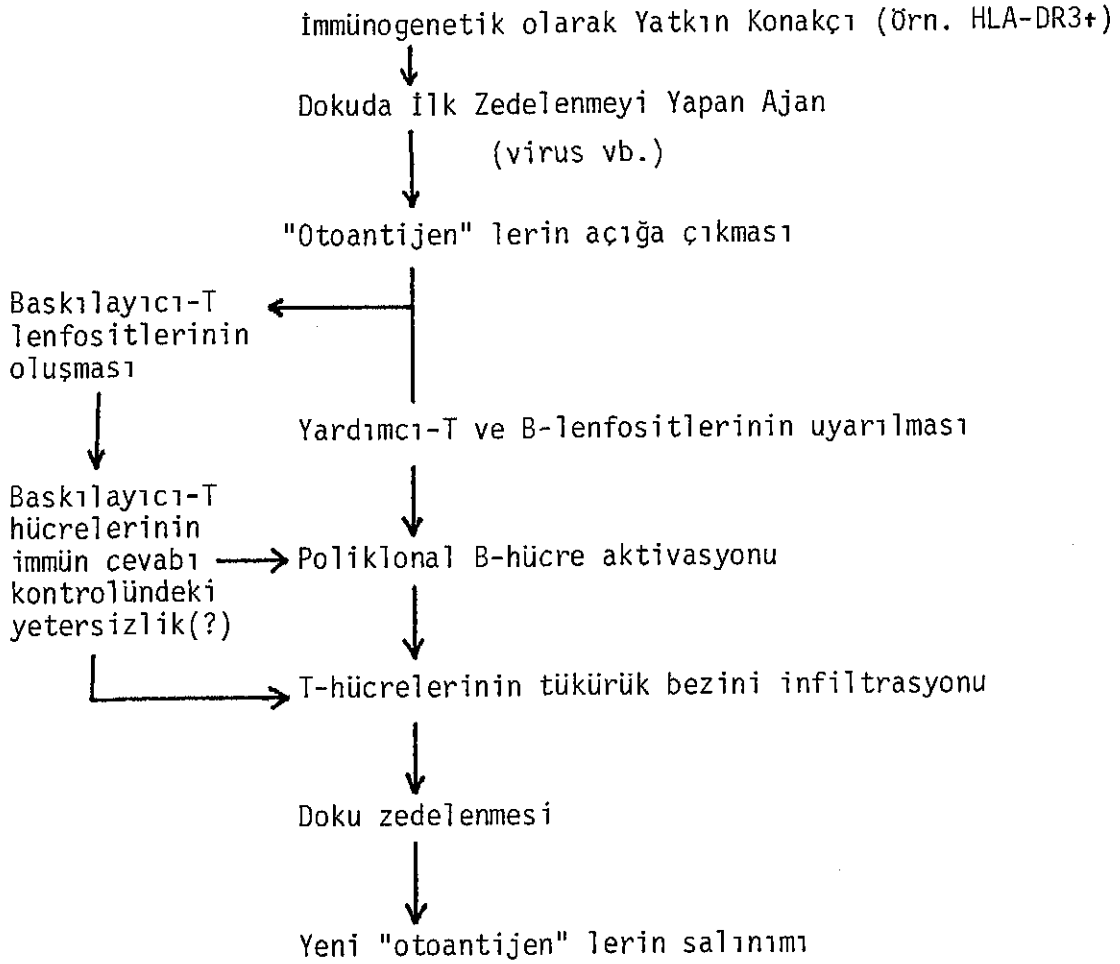 İmmünogenetik olarak Yatkın Konakçı (Örn. HLA-DR3+)
Dokuda İlk Zedelenmeyi Yapan Ajan
(virus vb.)
"Otoantijen" lerin açığa çıkması
Baskılayıcı-T
lenfositlerinin
oluşması
Yardımcı-T ve B-lenfositlerinin uyarılması
Baskılayıcı-T
hücrelerinin
immün cevabı
kontrolündeki
yetersizlik(?)
Poliklonal B-hücre aktivasyonu
T-hücrelerinin tükürük bezini infiltrasyonu
Doku zedelenmesi
Yeni "otoantijen" lerin salınımı